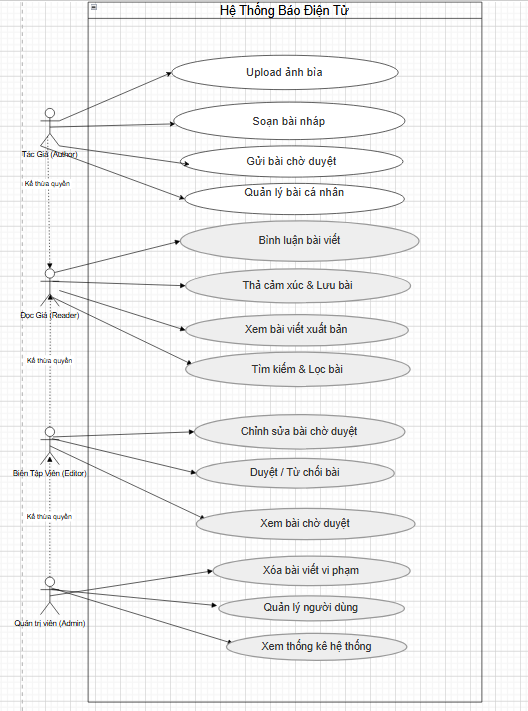 Hệ Thống Báo Điện Tử
Upload ảnh bìa
Soạn bài nháp
Tác Giả (Author)
Gửi bài chờ duyệt
Kế thừa quyền
Quản lý bài cá nhân
Bình luận bài viết
Thả cảm xúc & Lưu bài
Đọc Giả (Reader)
Xem bài viết xuất bản
Kế thừa quyền
Tìm kiếm & Lọc bài
Chỉnh sửa bài chờ duyệt
Biên Tập Viên (Editor)
Duyệt / Từ chối bài
Kế thừa quyền
Xem bài chờ duyệt
Xóa bài viết vi phạm
Quản lý người dùng
Quản trị viên (Admin)
Xem thống kê hệ thống